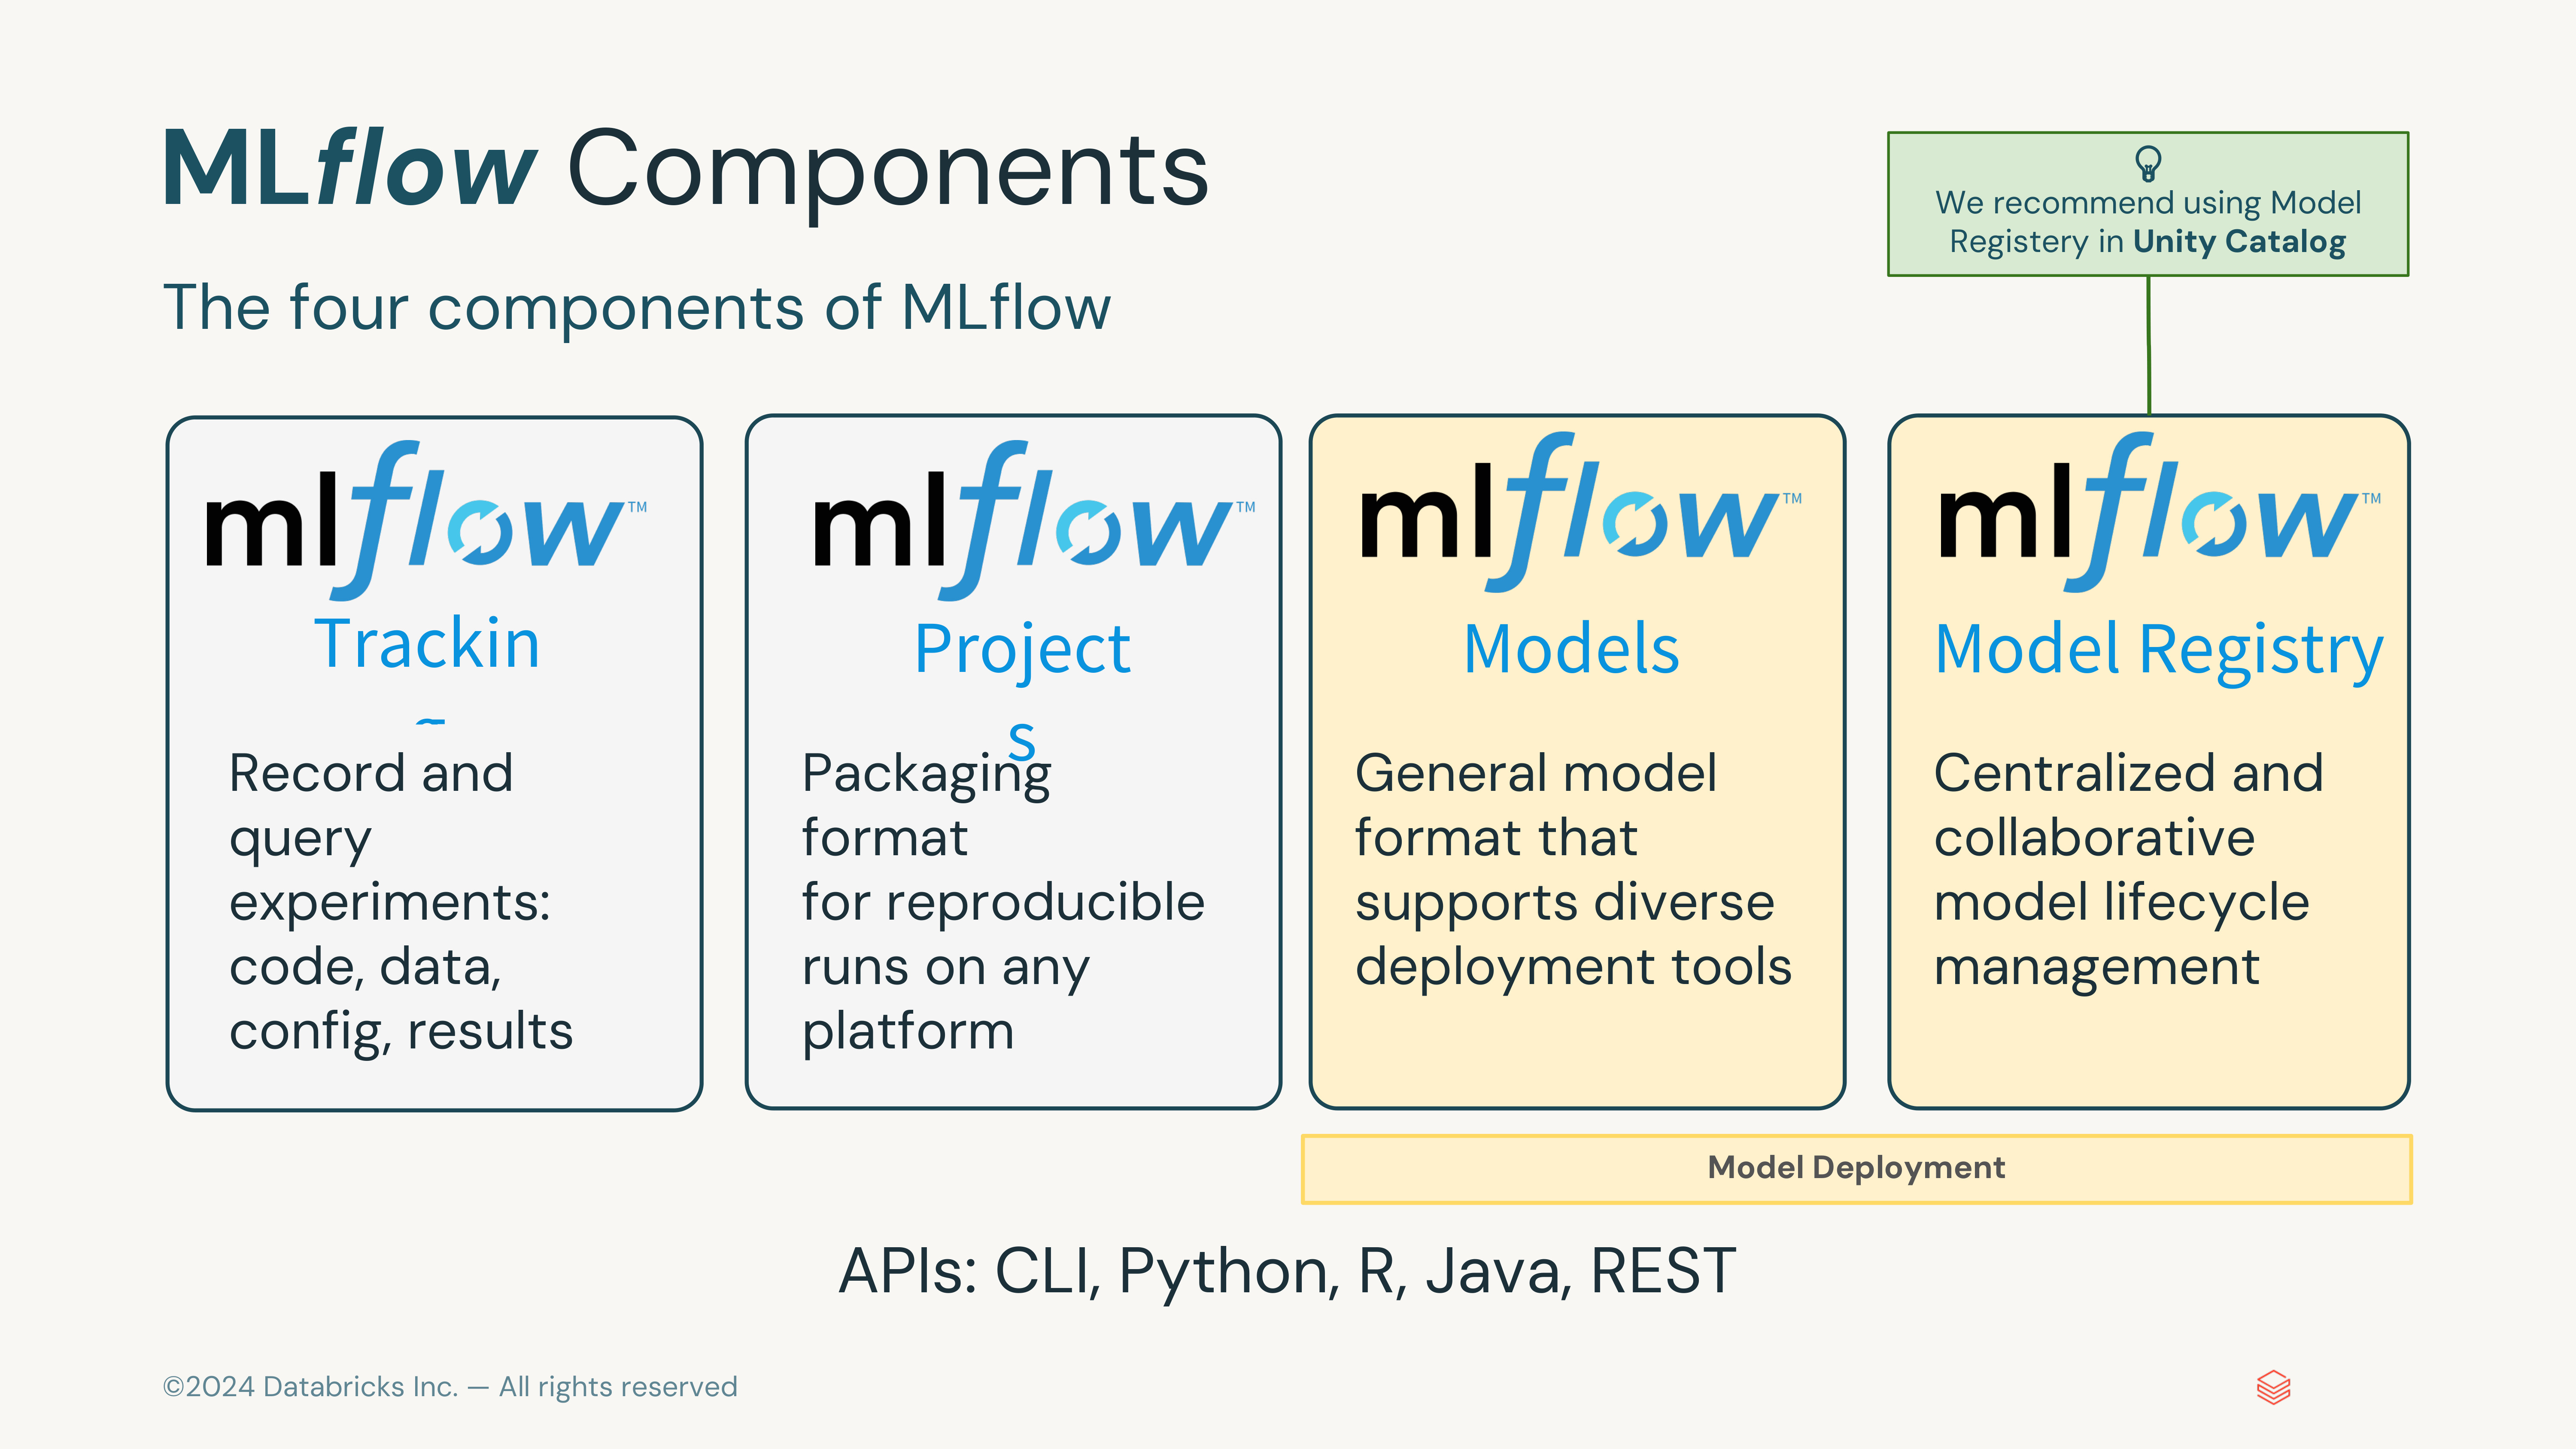 MLflow Components
We recommend using Model
Registery in Unity Catalog
The four components of MLflow
mlflow™
Trackin
Record and
query
experiments:
code, data,
config, results
mlflow™
Project
s
Packaging
format
for reproducible
runs on any
platform
mlflow™
Models
General model
format that
supports diverse
deployment tools
mlflow™
Model Registry
Centralized and
collaborative
model lifecycle
management
Model Deployment
APIs: CLI, Python, R, Java, REST
©2024 Databricks Inc. — All rights reserved